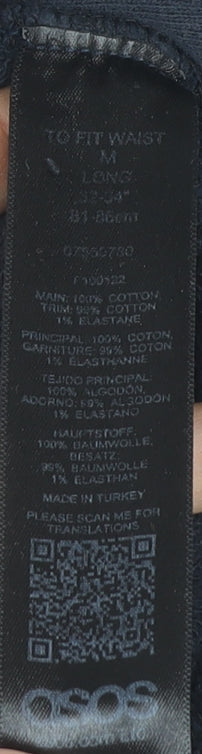 TO FIT WAIST
M
LONG
32-34"
81-86cm
MAIN: 100% COTTON,
TRIM: 99% COTTON
1% ELASTANE
PRINCIPAL: 100% COTON,
GARNITURE: 99% COTON
1% ELASTHANNE
TEJIDO PRINCIPAL:
100% ALGODÓN,
ADORNO: 99% ALGODÓN
1% ELASTANO
HAUPTSTOFF:
100% BAUMWOLLE,
BESATZ:
99% BAUMWOLLE
1% ELASTHAN
MADE IN TURKEY
PLEASE SCAN ME FOR
TRANSLATIONS
asos